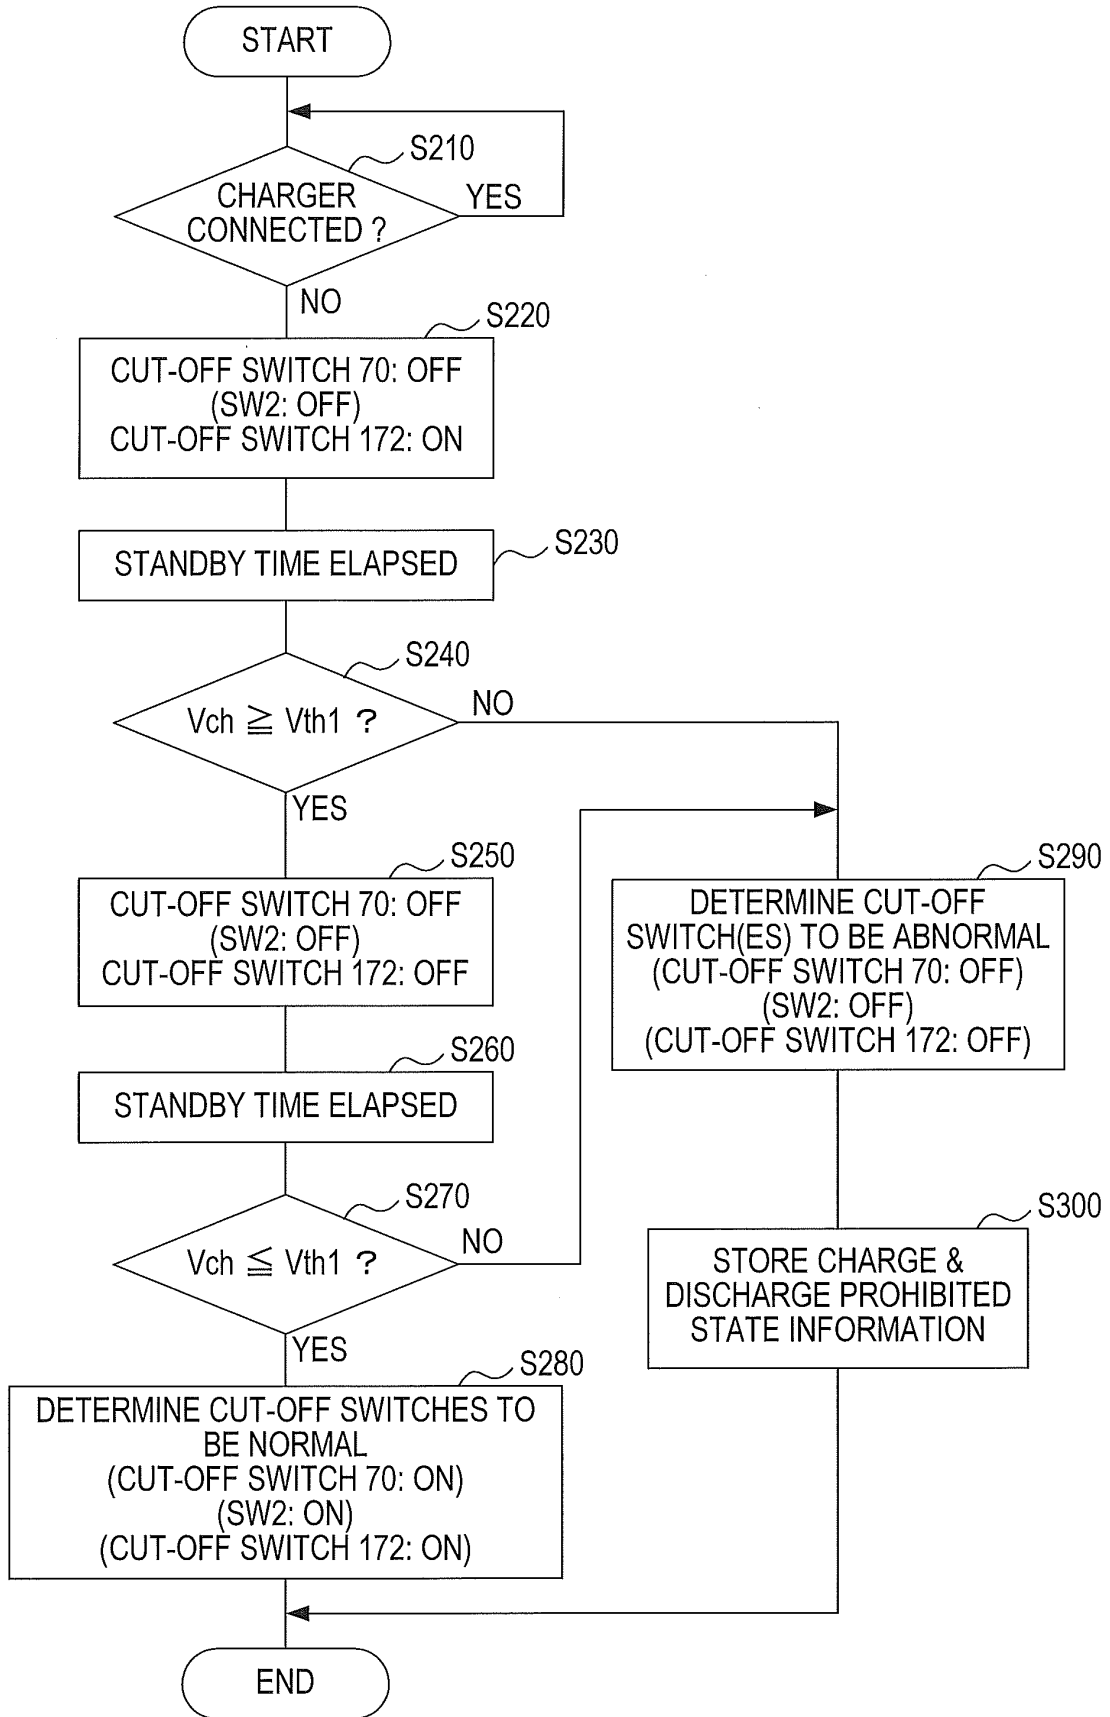 START
S210
CHARGER
CONNECTED ?
YES
NO
S220
CUT-OFF SWITCH 70: OFF
(SW2: OFF)
CUT-OFF SWITCH 172: ON
STANDBY TIME ELAPSED
S230
S240
Vch ≧ Vth1 ?
NO
YES
S250
CUT-OFF SWITCH 70: OFF
(SW2: OFF)
CUT-OFF SWITCH 172: OFF
S260
STANDBY TIME ELAPSED
S270
Vch ≦ Vth1 ?
NO
YES
S280
DETERMINE CUT-OFF SWITCHES TO
BE NORMAL
(CUT-OFF SWITCH 70: ON)
(SW2: ON)
(CUT-OFF SWITCH 172: ON)
S290
DETERMINE CUT-OFF
SWITCH(ES) TO BE ABNORMAL
(CUT-OFF SWITCH 70: OFF)
(SW2: OFF)
(CUT-OFF SWITCH 172: OFF)
S300
STORE CHARGE &
DISCHARGE PROHIBITED
STATE INFORMATION
END